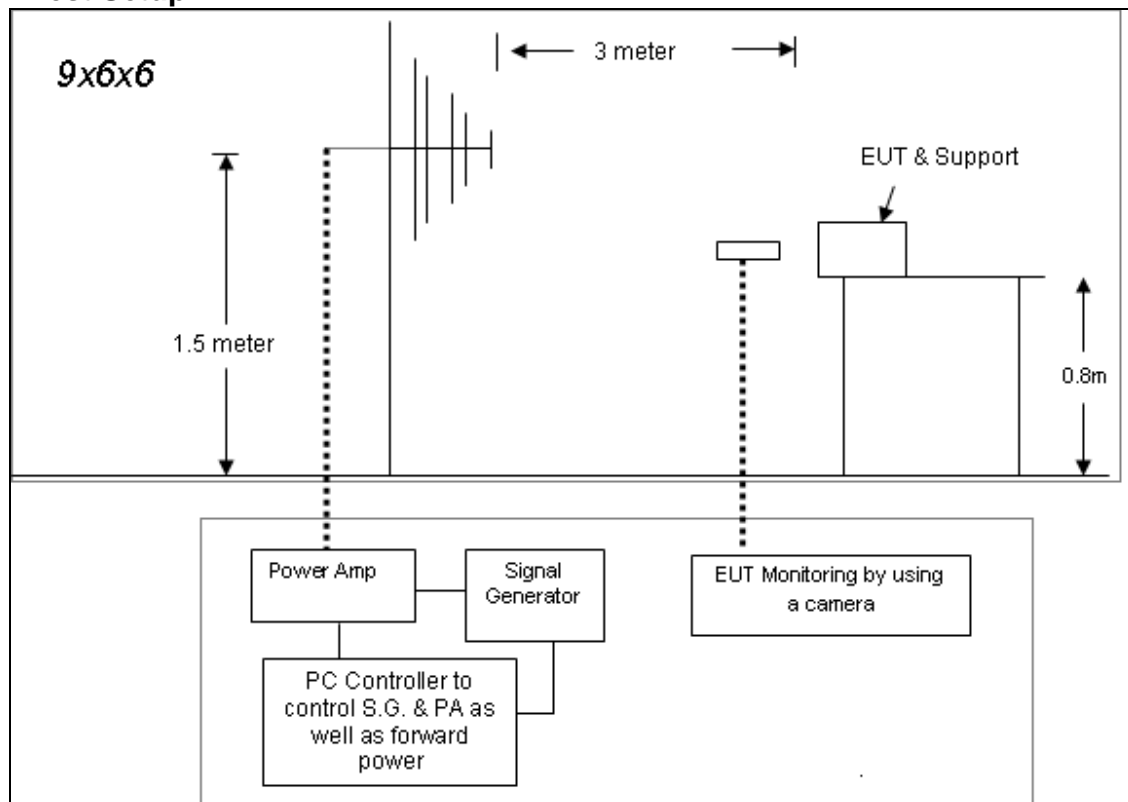 9x6x6
3 meter
EUT & Support
1.5 meter
0.8m
Power Amp
Signal
Generator
EUT Monitoring by using
a camera
PC Controller to
control S.G. & PA as
well as forward
power